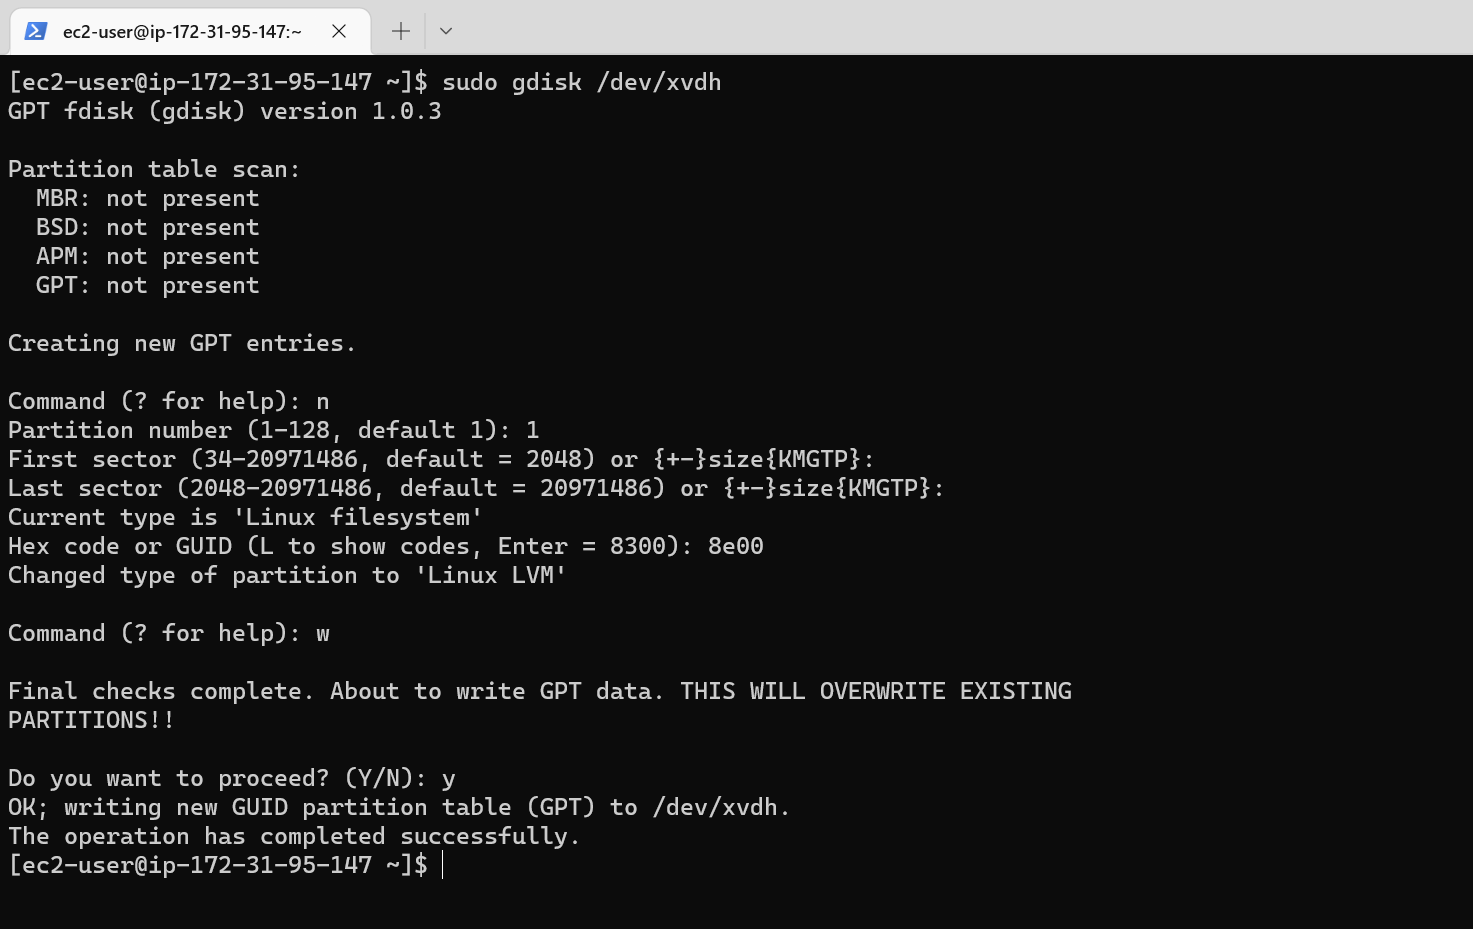 ec2-user@ip-172-31-95-147:~
[ec2-user@ip-172-31-95-147 ~]$ sudo gdisk /dev/xvdh
GPT fdisk (gdisk) version 1.0.3
Partition table scan:
  MBR: not present
  BSD: not present
  APM: not present
  GPT: not present
Creating new GPT entries.
Command (? for help): n
Partition number (1-128, default 1): 1
First sector (34-20971486, default = 2048) or {+-}size{KMGTP}:
Last sector (2048-20971486, default = 20971486) or {+-}size{KMGTP}:
Current type is 'Linux filesystem'
Hex code or GUID (L to show codes, Enter = 8300): 8e00
Changed type of partition to 'Linux LVM'
Command (? for help): w
Final checks complete. About to write GPT data. THIS WILL OVERWRITE EXISTING
PARTITIONS!!
Do you want to proceed? (Y/N): y
OK; writing new GUID partition table (GPT) to /dev/xvdh.
The operation has completed successfully.
[ec2-user@ip-172-31-95-147 ~]$